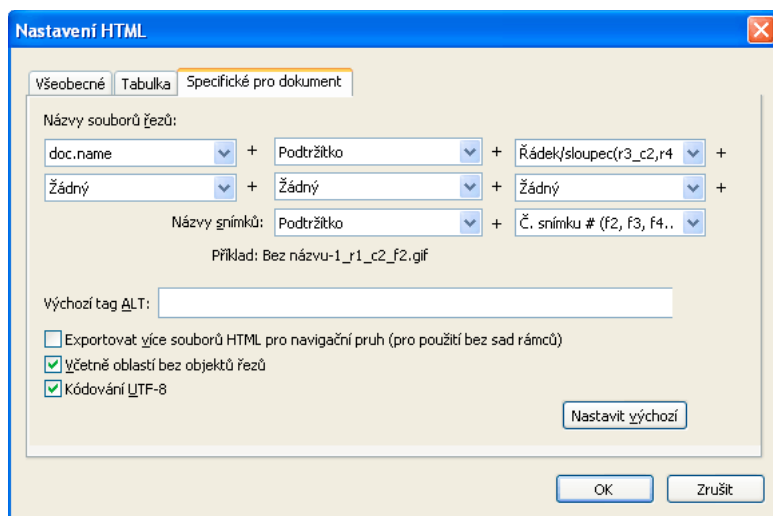 Nastavení HTML
Všeobecné Tabulka Specifické pro dokument
Názvy souborů řezů:
doc.name + Podtržítko + Řádek/sloupec(r3_c2,r4 +
Žádný + Žádný + Žádný +
Názvy snímků: Podtržítko + Č. snímku # (f2, f3, f4..
Příklad: Bez názvu-1_r1_c2_f2.gif
Výchozí tag ALT:
Exportovat více souborů HTML pro navigační pruh (pro použití bez sad rámců)
Včetně oblastí bez objektů řezů
Kódování UTF-8
Nastavit výchozí
OK Zrušit